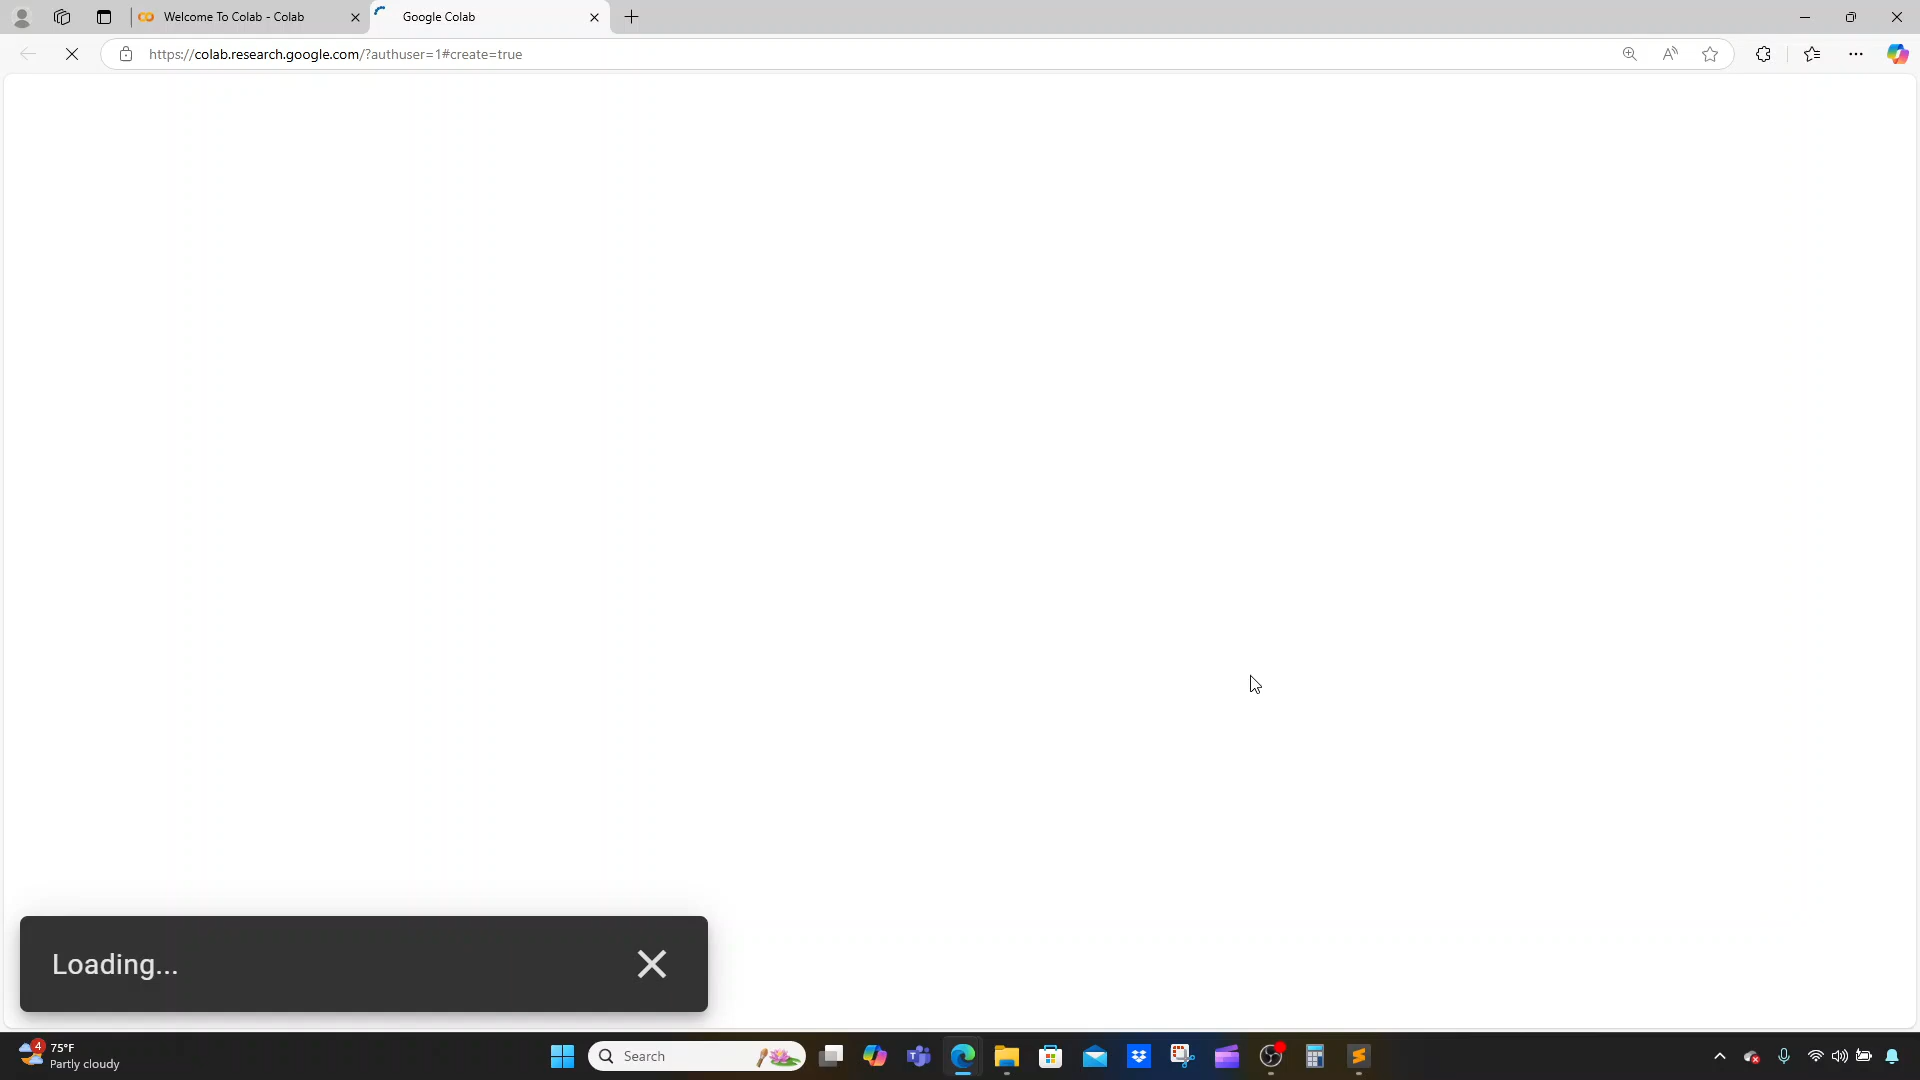 Welcome To Colab - Colab
Google Colab
https://colab.research.google.com/?authuser=1#create=true
Loading...
4
75°F
Partly cloudy
Search